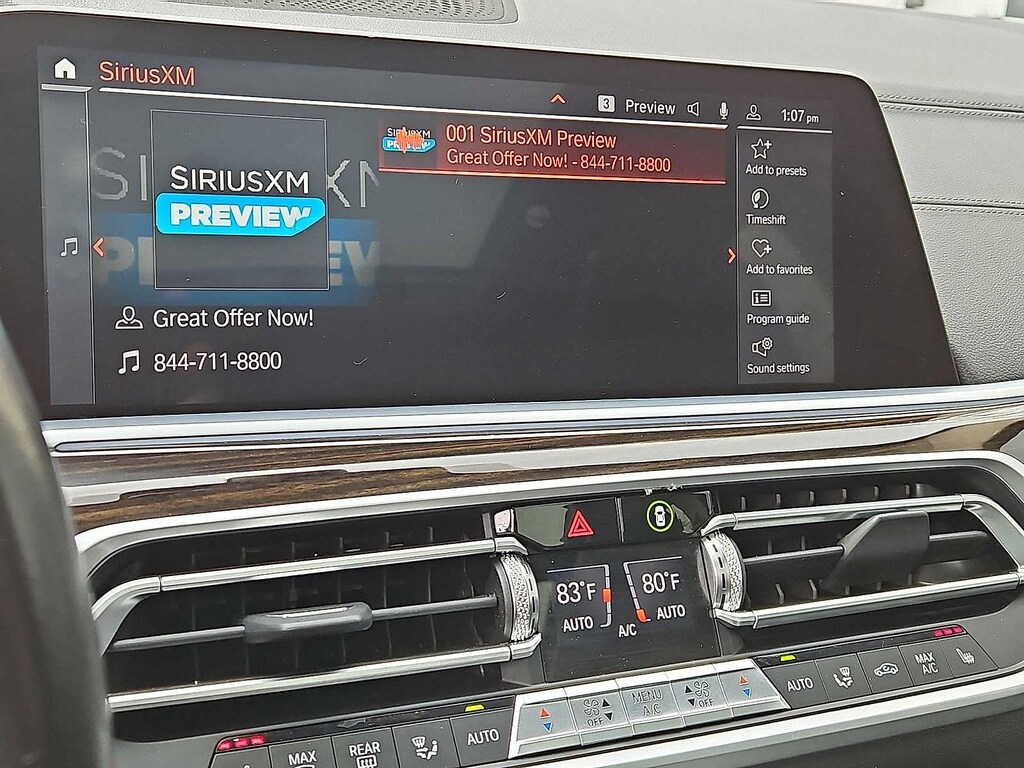 SiriusXM
3 Preview 1:07 pm
SIRIUSXM
PREVIEW
Great Offer Now!
844-711-8800
SIRIUSXM
001 SiriusXM Preview
Great Offer Now! - 844-711-8800
Add to presets
Timeshift
Add to favorites
Program guide
Sound settings
83°F
AUTO
A/C
80°F
AUTO
MAX
REAR
AUTO
OFF
MENU
A/C
OFF
AUTO
MAX
A/C